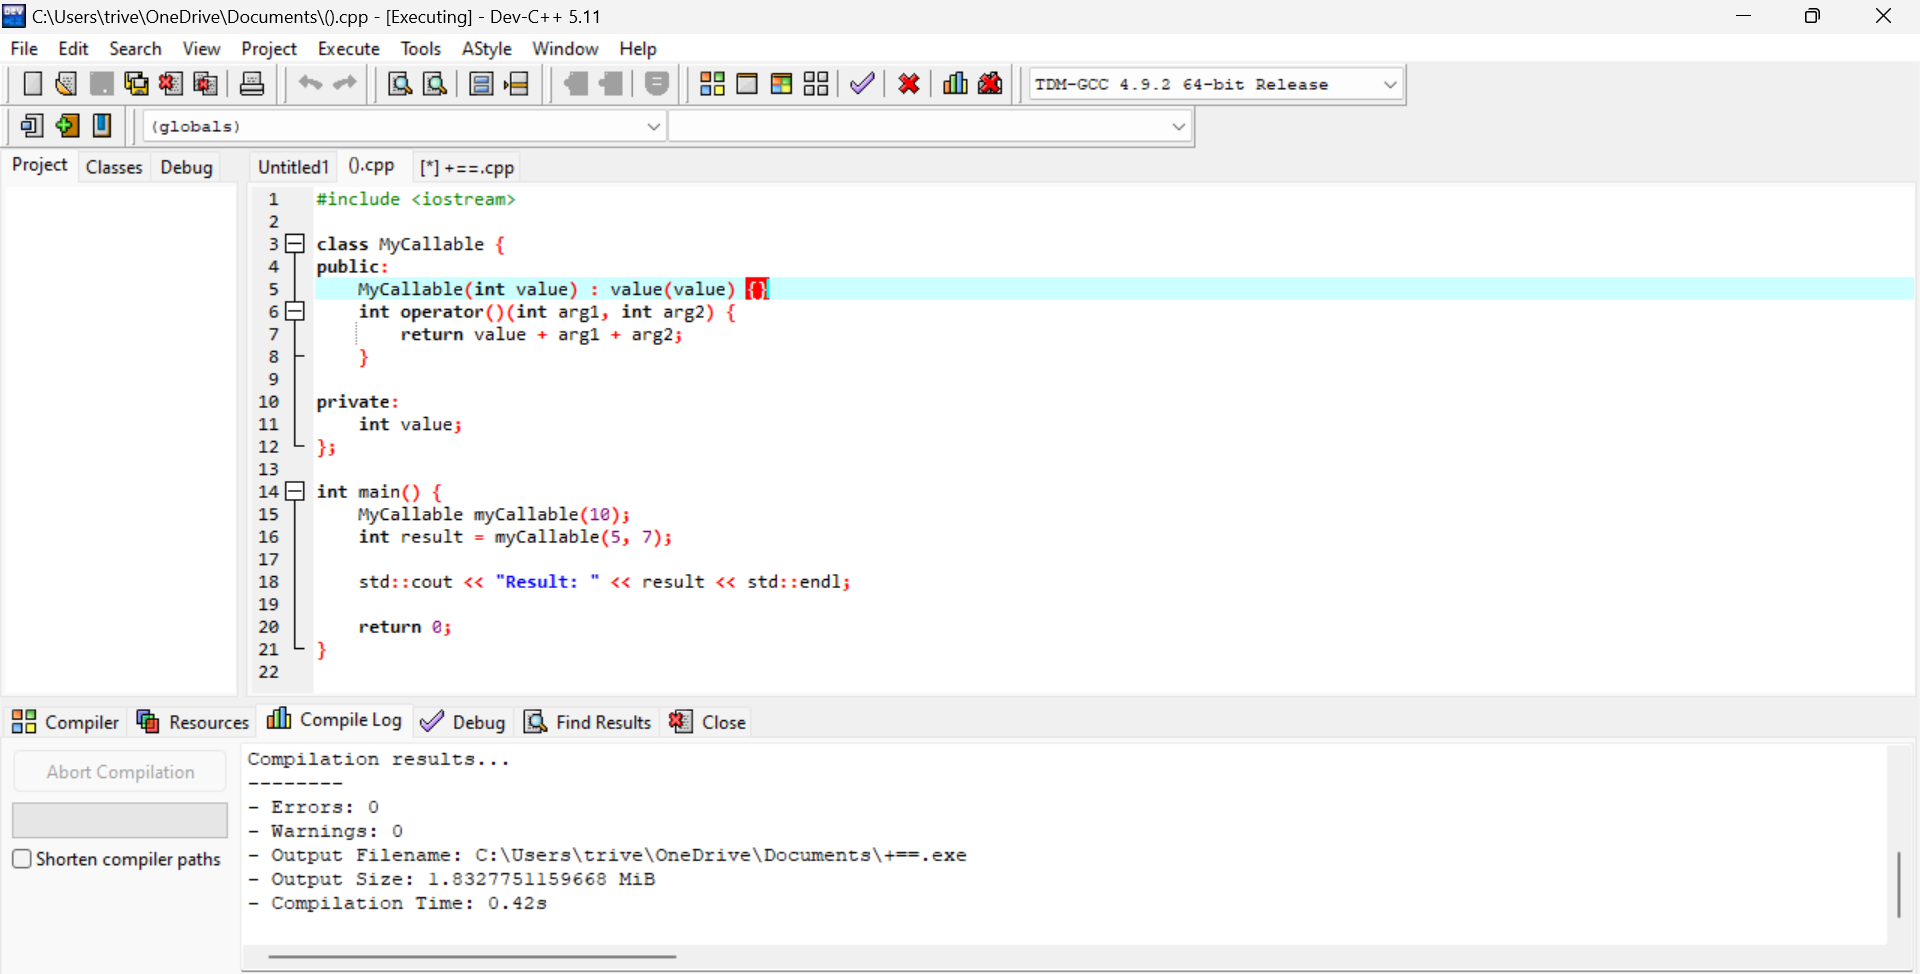 C:\Users\trive\OneDrive\Documents\().cpp - [Executing] - Dev-C++ 5.11
File Edit Search View Project Execute Tools AStyle Window Help
TDM-GCC 4.9.2 64-bit Release
(globals)
Project Classes Debug Untitled1 ().cpp [*] +==.cpp
1 #include <iostream>
2
3 class MyCallable {
4 public:
5     MyCallable(int value) : value(value) {}
6     int operator()(int arg1, int arg2) {
7         return value + arg1 + arg2;
8     }
9
10 private:
11     int value;
12 };
13
14 int main() {
15     MyCallable myCallable(10);
16     int result = myCallable(5, 7);
17
18     std::cout << "Result: " << result << std::endl;
19
20     return 0;
21 }
22
Compiler Resources Compile Log Debug Find Results Close
Abort Compilation
Shorten compiler paths
Compilation results...
--------
- Errors: 0
- Warnings: 0
- Output Filename: C:\Users\trive\OneDrive\Documents\+==.exe
- Output Size: 1.8327751159668 MiB
- Compilation Time: 0.42s